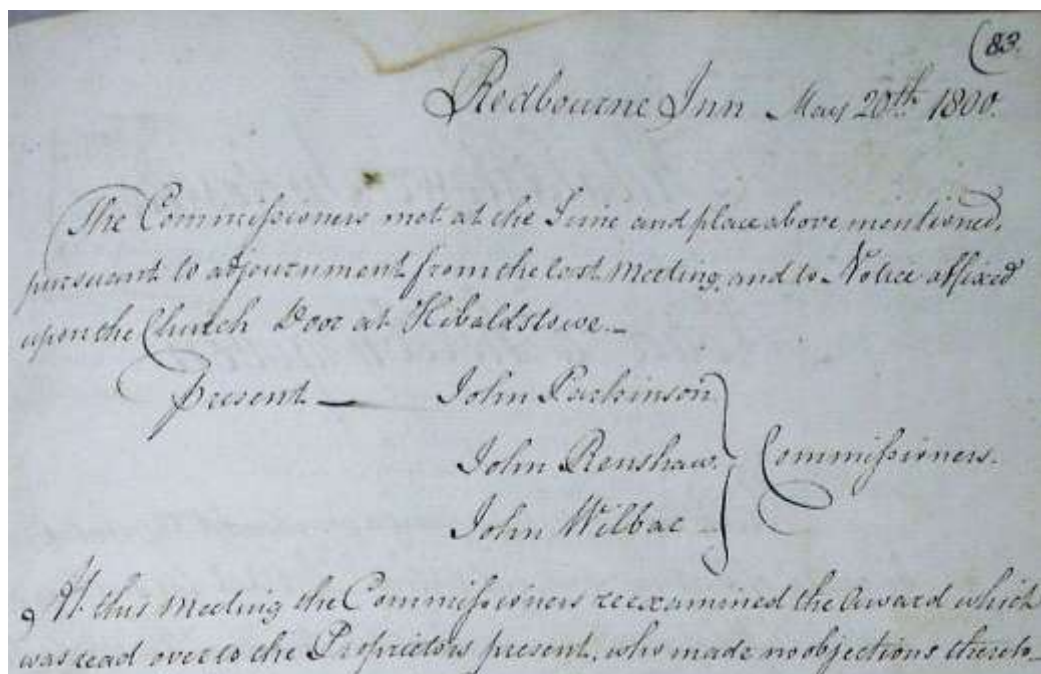 (83.
Redbourne Inn May 20th 1800.
The Commissioners met at the Time and place above mentioned,
pursuant to adjournment from the last Meeting, and to Notice affixed
upon the Church Door at Hibaldstowe._
Present — John Parkinson
John Renshaw. Commissioners.
John Wilbar
At this Meeting the Commissioners reexamined the Award which
was read over to the Proprietors present, who made no objections thereto_